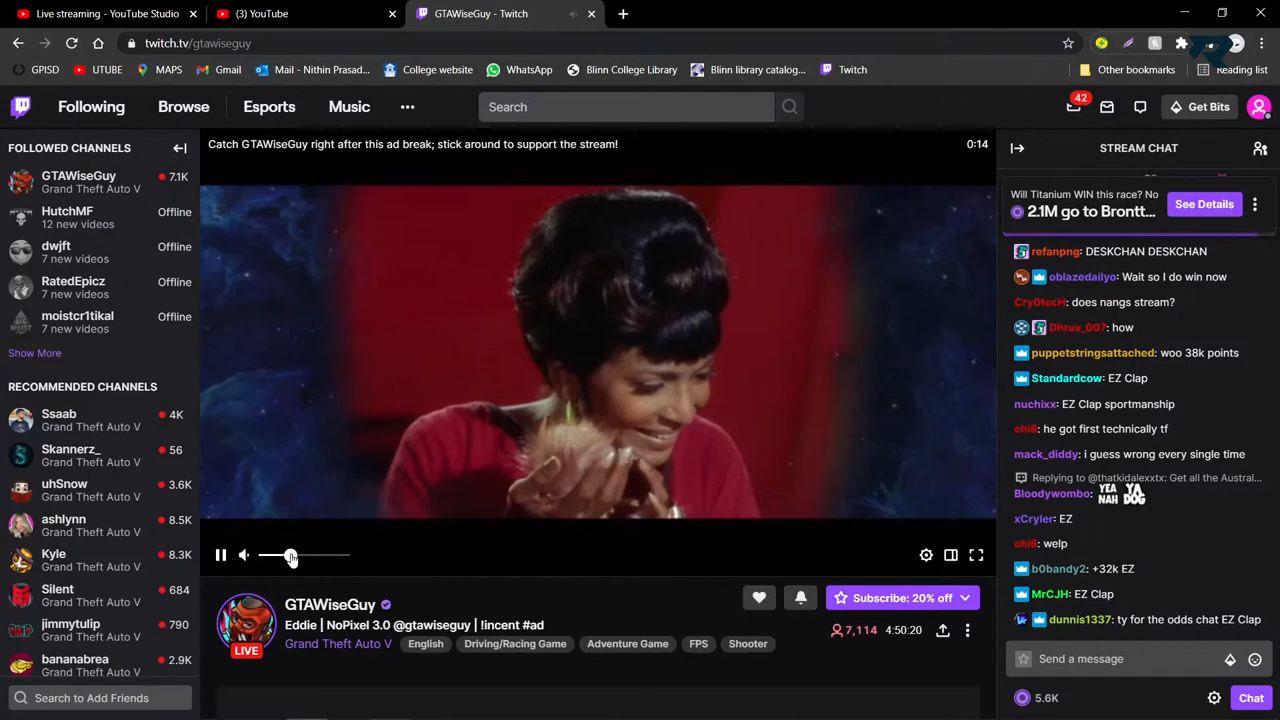 Live streaming - YouTube Studio
(3) YouTube
GTAWiseGuy - Twitch
twitch.tv/gtawiseguy
GPISD
UTUBE
MAPS
Gmail
Mail - Nithin Prasad...
College website
WhatsApp
Blinn College Library
Blinn library catalog...
Twitch
Other bookmarks
Reading list
Following
Browse
Esports
Music
Search
42
Get Bits
FOLLOWED CHANNELS
GTAWiseGuy
7.1K
Grand Theft Auto V
HutchMF
Offline
12 new videos
dwjft
Offline
7 new videos
RatedEpicz
Offline
7 new videos
moistcr1tikal
Offline
7 new videos
Show More
RECOMMENDED CHANNELS
Ssaab
4K
Grand Theft Auto V
Skannerz_
56
Grand Theft Auto V
uhSnow
3.6K
Grand Theft Auto V
ashlynn
8.5K
Grand Theft Auto V
Kyle
8.3K
Grand Theft Auto V
Silent
684
Grand Theft Auto V
jimmytulip
790
Grand Theft Auto V
bananabrea
2.9K
Grand Theft Auto V
Search to Add Friends
Catch GTAWiseGuy right after this ad break; stick around to support the stream!
0:14
GTAWiseGuy
LIVE
Eddie | NoPixel 3.0 @gtawiseguy | !incent #ad
Grand Theft Auto V
English
Driving/Racing Game
Adventure Game
FPS
Shooter
Subscribe: 20% off
7,114
4:50:20
STREAM CHAT
Will Titanium WIN this race? No
2.1M go to Brontt...
See Details
refanpng: DESKCHAN DESKCHAN
oblazedailyo: Wait so I do win now
Cry0tecH: does nangs stream?
Dhruv_007: how
puppetstringsattached: woo 38k points
Standardcow: EZ Clap
nuchixx: EZ Clap sportmanship
chi6: he got first technically tf
mack_diddy: i guess wrong every single time
Replying to @thatkidalexxtx: Get all the Austral...
Bloodywombo: YEA NAH YA DOG
xCryler: EZ
chi6: welp
b0bandy2: +32k EZ
MrCJH: EZ Clap
dunnis1337: ty for the odds chat EZ Clap
Send a message
5.6K
Chat